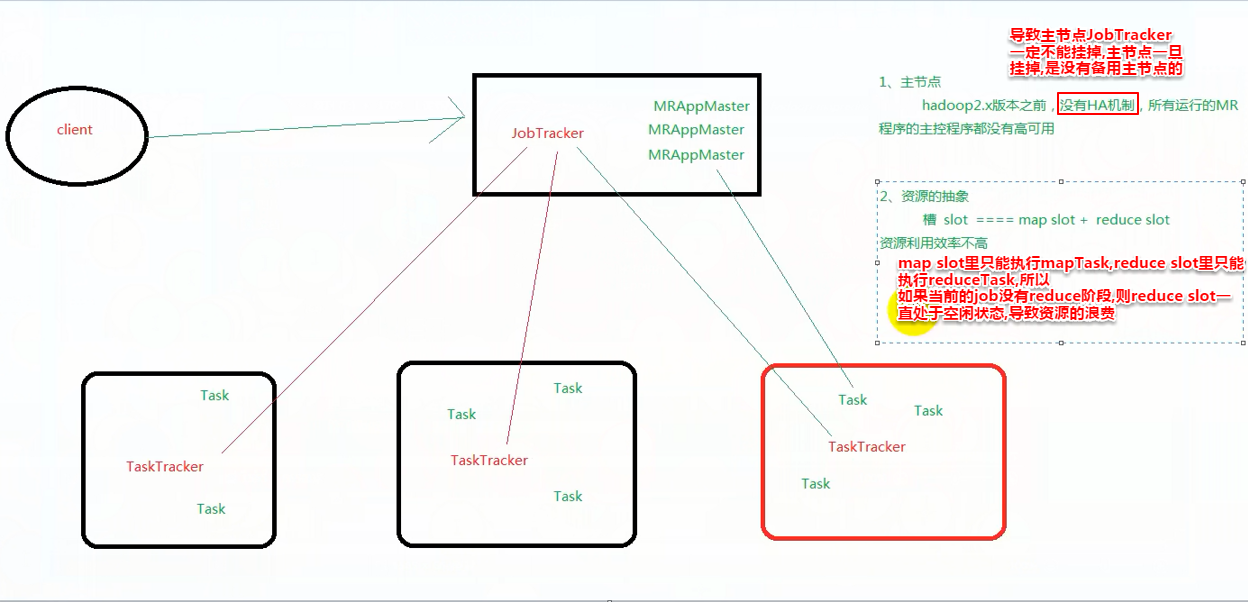 导致主节点JobTracker
一定不能挂掉,主节点一旦
挂掉,是没有备用主节点的
1、主节点
hadoop2.x版本之前，没有HA机制，所有运行的MR
程序的主控程序都没有高可用
client
JobTracker
MRAppMaster
MRAppMaster
MRAppMaster
2、资源的抽象
槽 slot ==== map slot + reduce slot
资源利用效率不高
map slot里只能执行mapTask,reduce slot里只能
执行reduceTask,所以
如果当前的job没有reduce阶段,则reduce slot一
直处于空闲状态,导致资源的浪费
Task
TaskTracker
Task
Task
Task
TaskTracker
Task
Task
Task
TaskTracker
Task